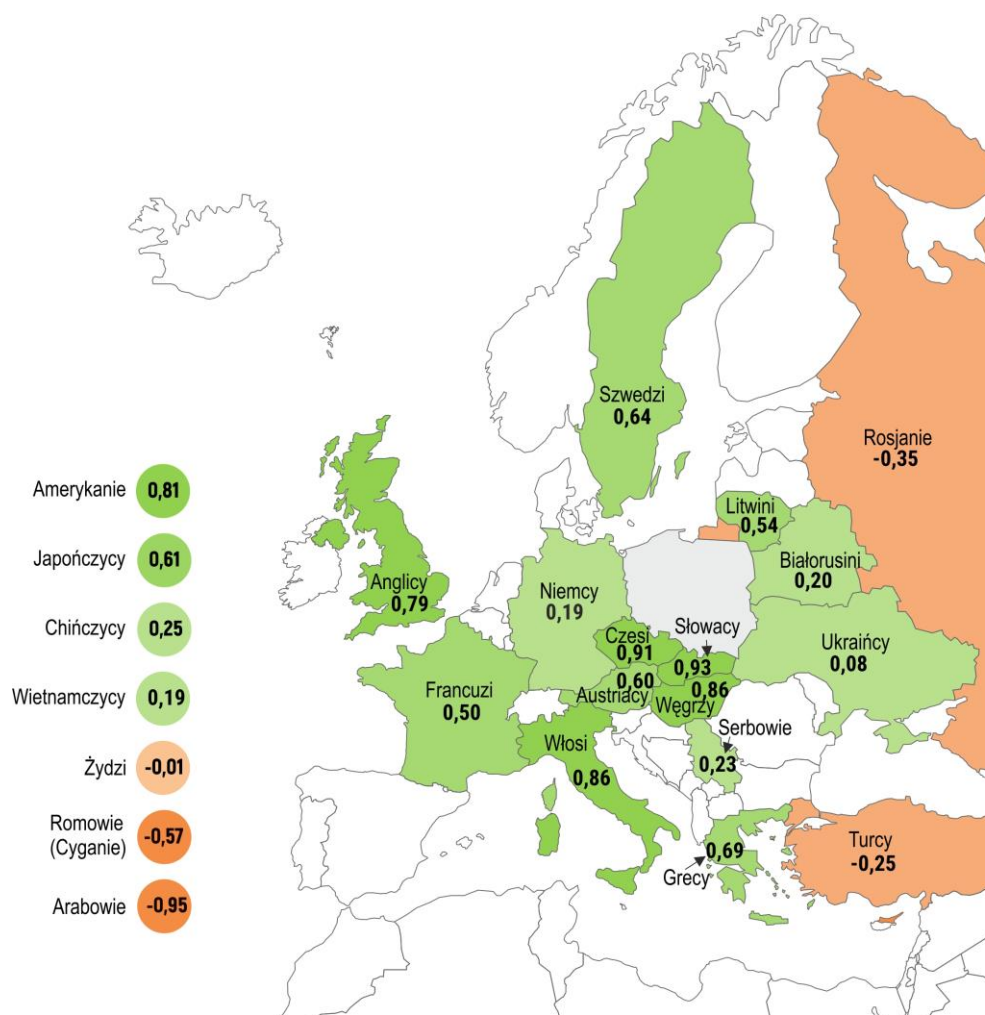 Szwedzi
0,64
Rosjanie
-0,35
Amerykanie 0,81
Litwini
0,54
Japończycy 0,61
Białorusini
0,20
Anglicy
0,79
Niemcy
0,19
Chińczycy 0,25
Słowacy
Czesi
0,91
Ukraińcy
0,08
0,93
0,60
Austriacy
0,86
Węgrzy
Wietnamczycy 0,19
Francuzi
0,50
Serbowie
Włosi
0,86
0,23
Żydzi -0,01
Romowie
(Cyganie) -0,57
0,69
Grecy
Turcy
-0,25
Arabowie -0,95